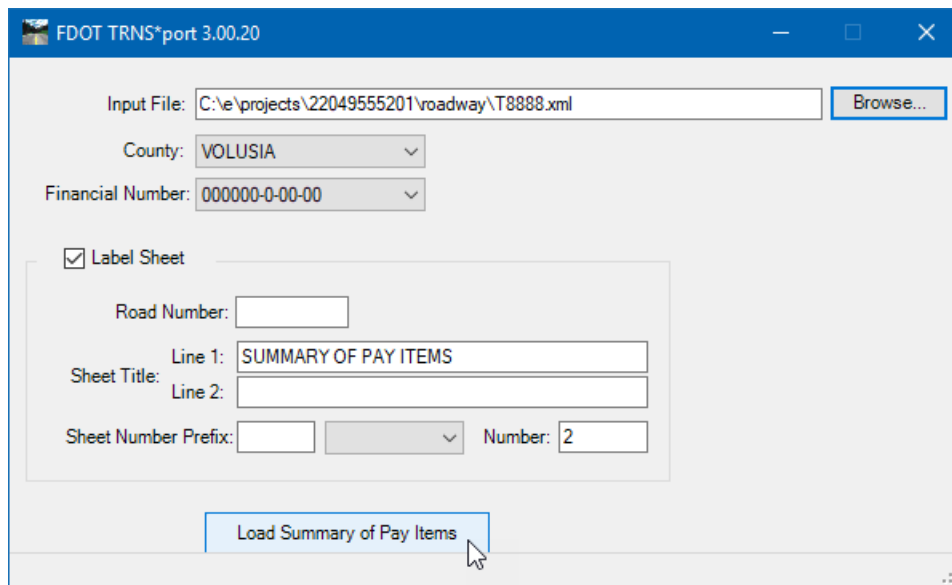 FDOT TRNS*port 3.00.20
Input File: C:\e\projects\22049555201\roadway\T8888.xml Browse...
County: VOLUSIA
Financial Number: 000000-0-00-00
Label Sheet
Road Number:
Line 1: SUMMARY OF PAY ITEMS
Sheet Title:
Line 2:
Sheet Number Prefix: Number: 2
Load Summary of Pay Items